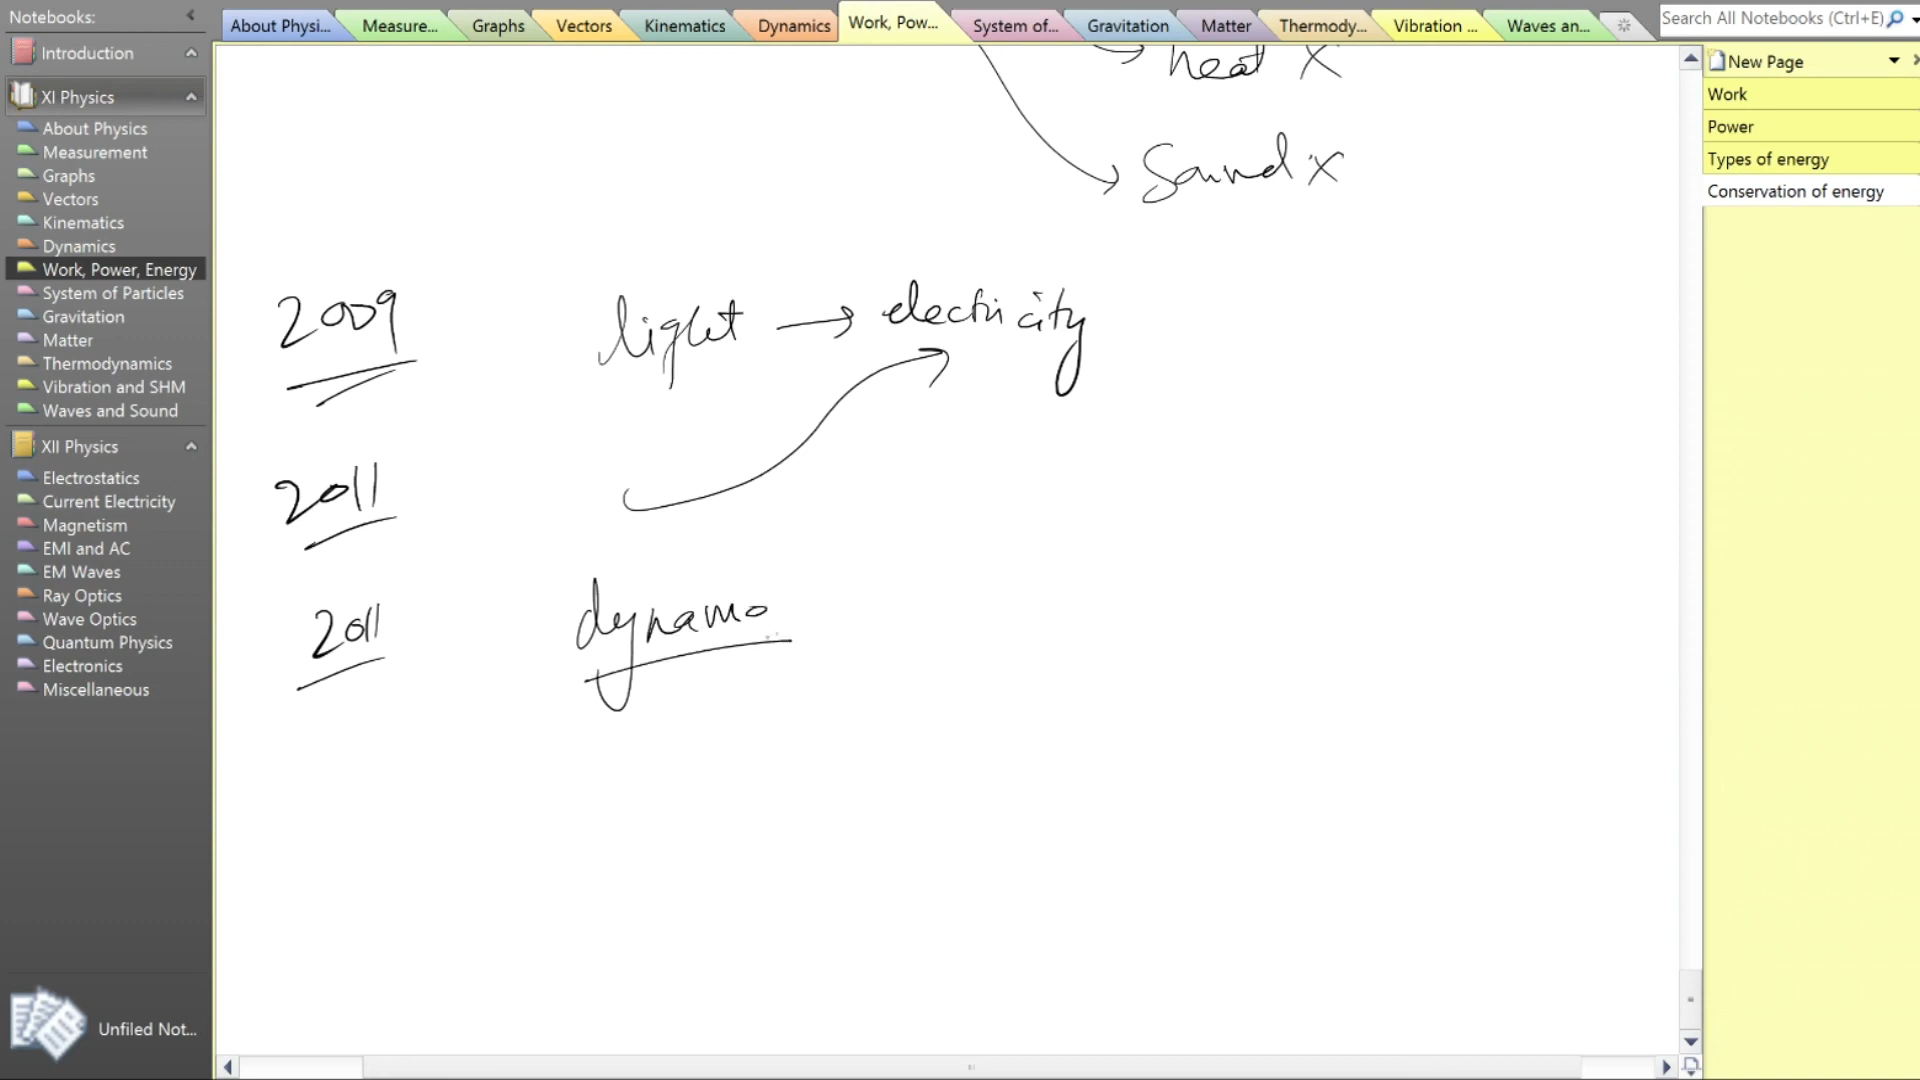 Notebooks:
Introduction
XI Physics
About Physics
Measurement
Graphs
Vectors
Kinematics
Dynamics
Work, Power, Energy
System of Particles
Gravitation
Matter
Thermodynamics
Vibration and SHM
Waves and Sound
XII Physics
Electrostatics
Current Electricity
Magnetism
EMI and AC
EM Waves
Ray Optics
Wave Optics
Quantum Physics
Electronics
Miscellaneous
Unfiled Not...
About Physi... Measure... Graphs Vectors Kinematics Dynamics Work, Pow... System of... Gravitation Matter Thermody... Vibration ... Waves an...
Search All Notebooks (Ctrl+E)
heat X
Sound X
2009 light → electricity
2011
2011 dynamo
New Page
Work
Power
Types of energy
Conservation of energy